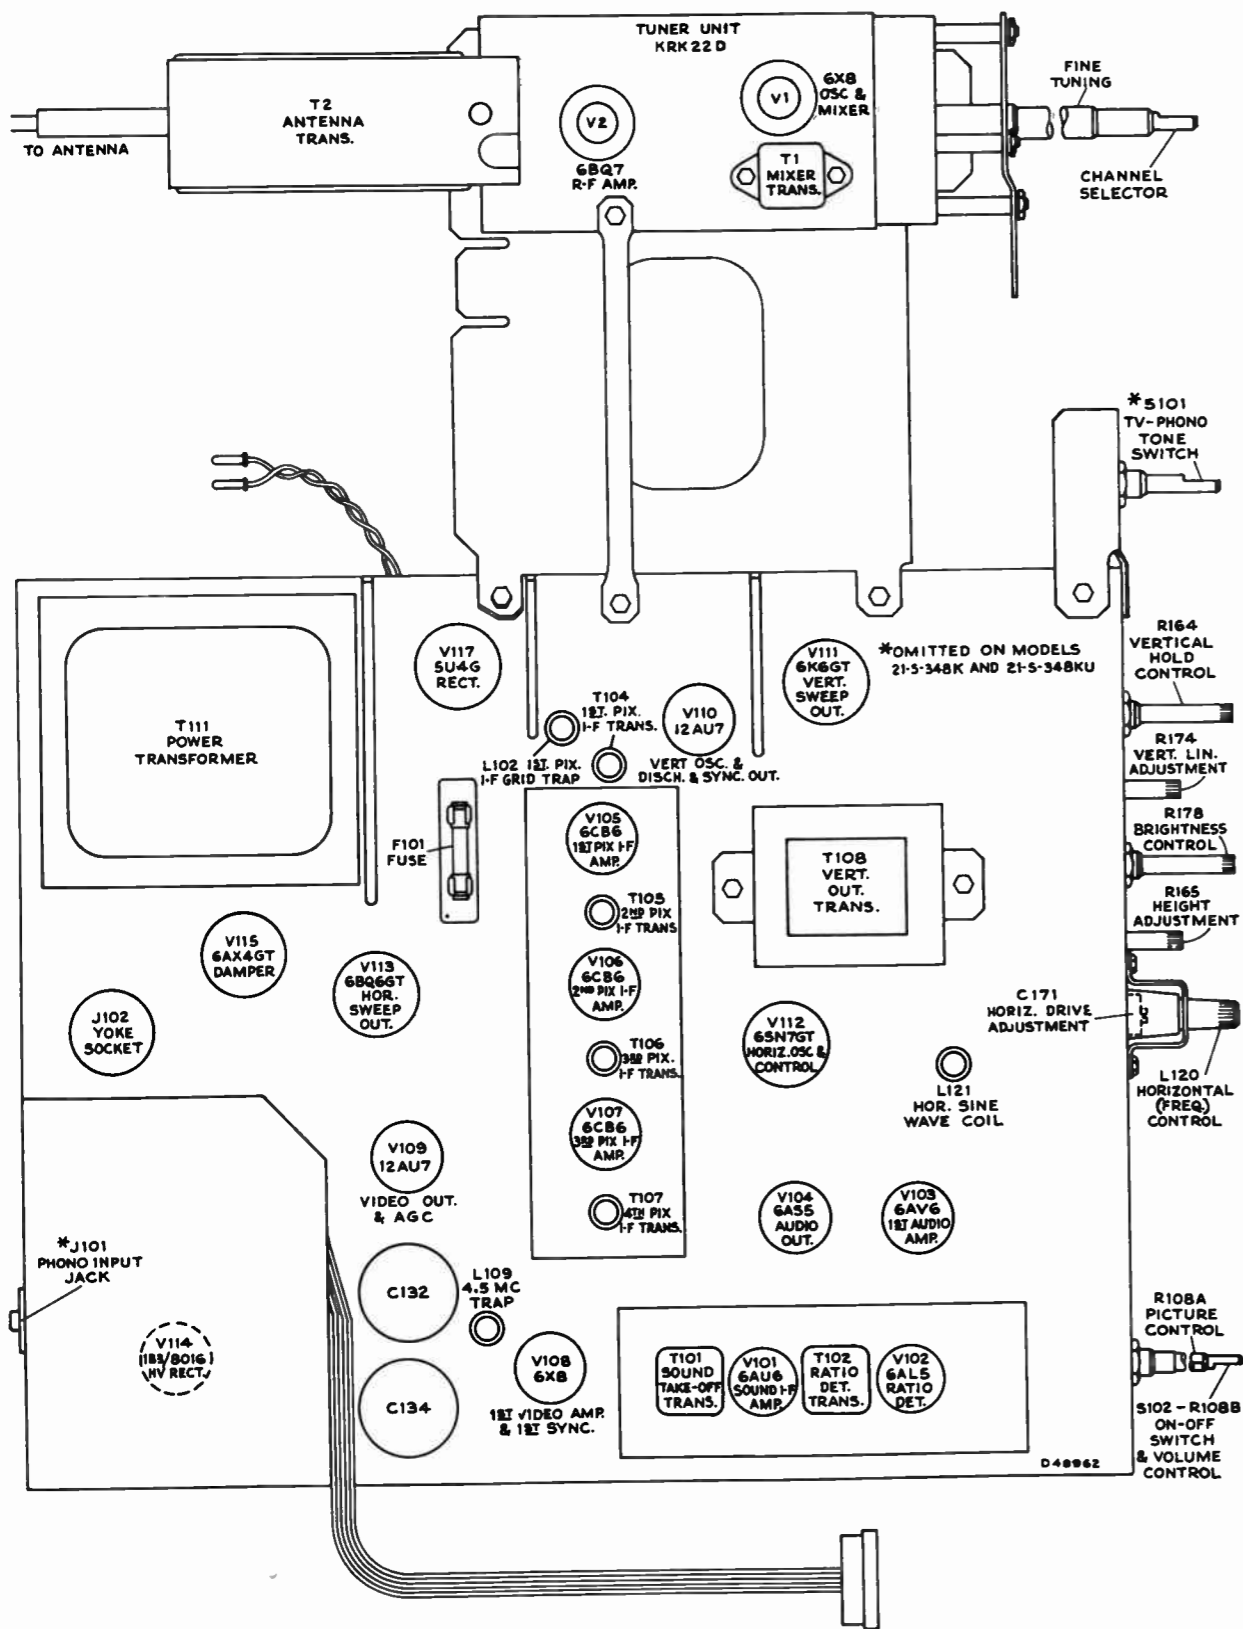 TUNER UNIT
KRK22D
T2
ANTENNA
TRANS.
TO ANTENNA
V2
6BQ7
R-F AMP.
V1
6X8
OSC &
MIXER
T1
MIXER
TRANS.
FINE
TUNING
CHANNEL
SELECTOR
*S101
TV-PHONO
TONE
SWITCH
V117
5U4G
RECT.
V111
6K6GT
VERT.
SWEEP
OUT.
*OMITTED ON MODELS
21-S-348K AND 21-S-348KU
R164
VERTICAL
HOLD
CONTROL
T111
POWER
TRANSFORMER
T104
1ST. PIX.
I-F TRANS.
V110
12AU7
L102 1ST. PIX.
I-F GRID TRAP
VERT OSC. &
DISCH. & SYNC. OUT.
R174
VERT. LIN.
ADJUSTMENT
F101
FUSE
V105
6CB6
1ST PIX I-F
AMP.
T108
VERT.
OUT.
TRANS.
R178
BRIGHTNESS
CONTROL
T105
2ND PIX
I-F TRANS
R165
HEIGHT
ADJUSTMENT
V115
6AX4GT
DAMPER
V113
6BQ6GT
HOR.
SWEEP
OUT.
V106
6CB6
2ND PIX I-F
AMP.
J102
YOKE
SOCKET
V112
6SN7GT
HORIZ. OSC &
CONTROL
C171
HORIZ. DRIVE
ADJUSTMENT
T106
3RD PIX.
I-F TRANS.
L121
HOR. SINE
WAVE COIL
L120
HORIZONTAL
(FREQ.)
CONTROL
V107
6CB6
3RD PIX I-F
AMP.
V109
12AU7
VIDEO OUT.
& AGC
T107
4TH PIX
I-F TRANS.
V104
6AS5
AUDIO
OUT.
V103
6AV6
1ST AUDIO
AMP.
*J101
PHONO INPUT
JACK
C132
L109
4.5 MC
TRAP
R108A
PICTURE
CONTROL
V114
1B3/8016
HV RECT.
C134
V108
6X8
1ST VIDEO AMP.
& 1ST SYNC.
T101
SOUND
TAKE-OFF
TRANS.
V101
6AU6
SOUND I-F
AMP.
T102
RATIO
DET.
TRANS.
V102
6AL5
RATIO
DET.
S102-R108B
ON-OFF
SWITCH
& VOLUME
CONTROL
D48962